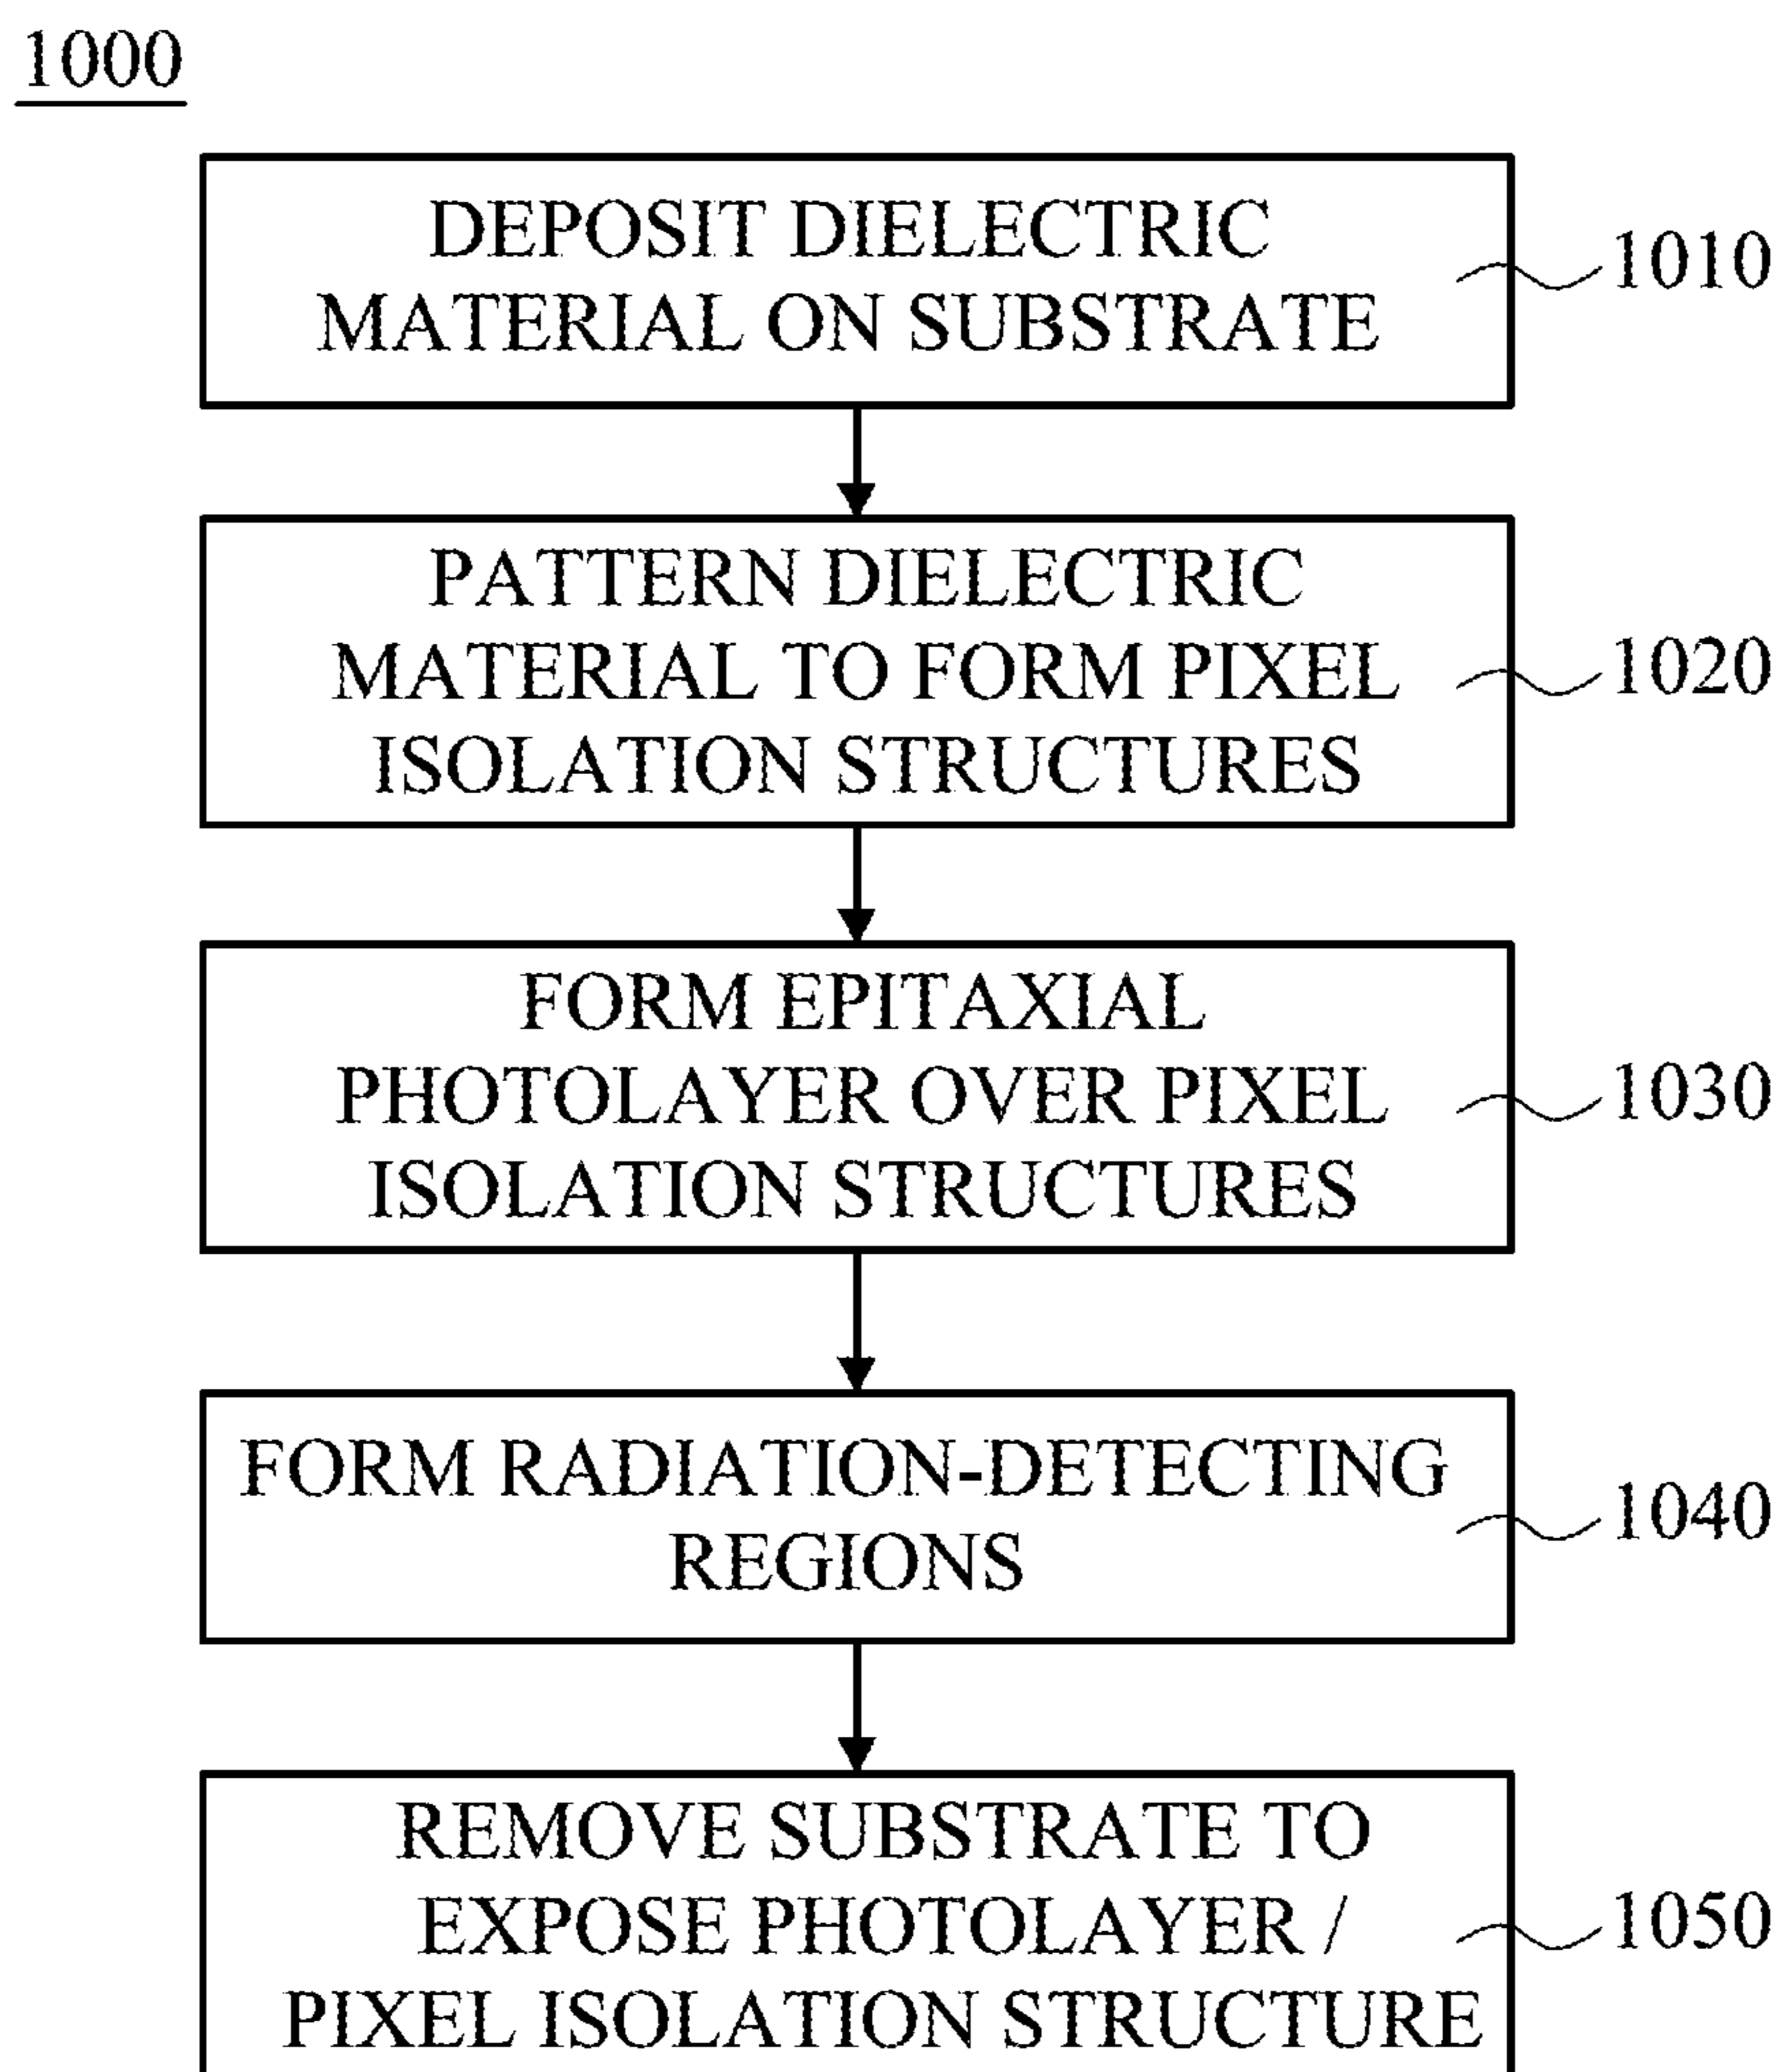 1000
DEPOSIT DIELECTRIC
MATERIAL ON SUBSTRATE
1010
PATTERN DIELECTRIC
MATERIAL TO FORM PIXEL
ISOLATION STRUCTURES
1020
FORM EPITAXIAL
PHOTOLAYER OVER PIXEL
ISOLATION STRUCTURES
1030
FORM RADIATION-DETECTING
REGIONS
1040
REMOVE SUBSTRATE TO
EXPOSE PHOTOLAYER /
PIXEL ISOLATION STRUCTURE
1050